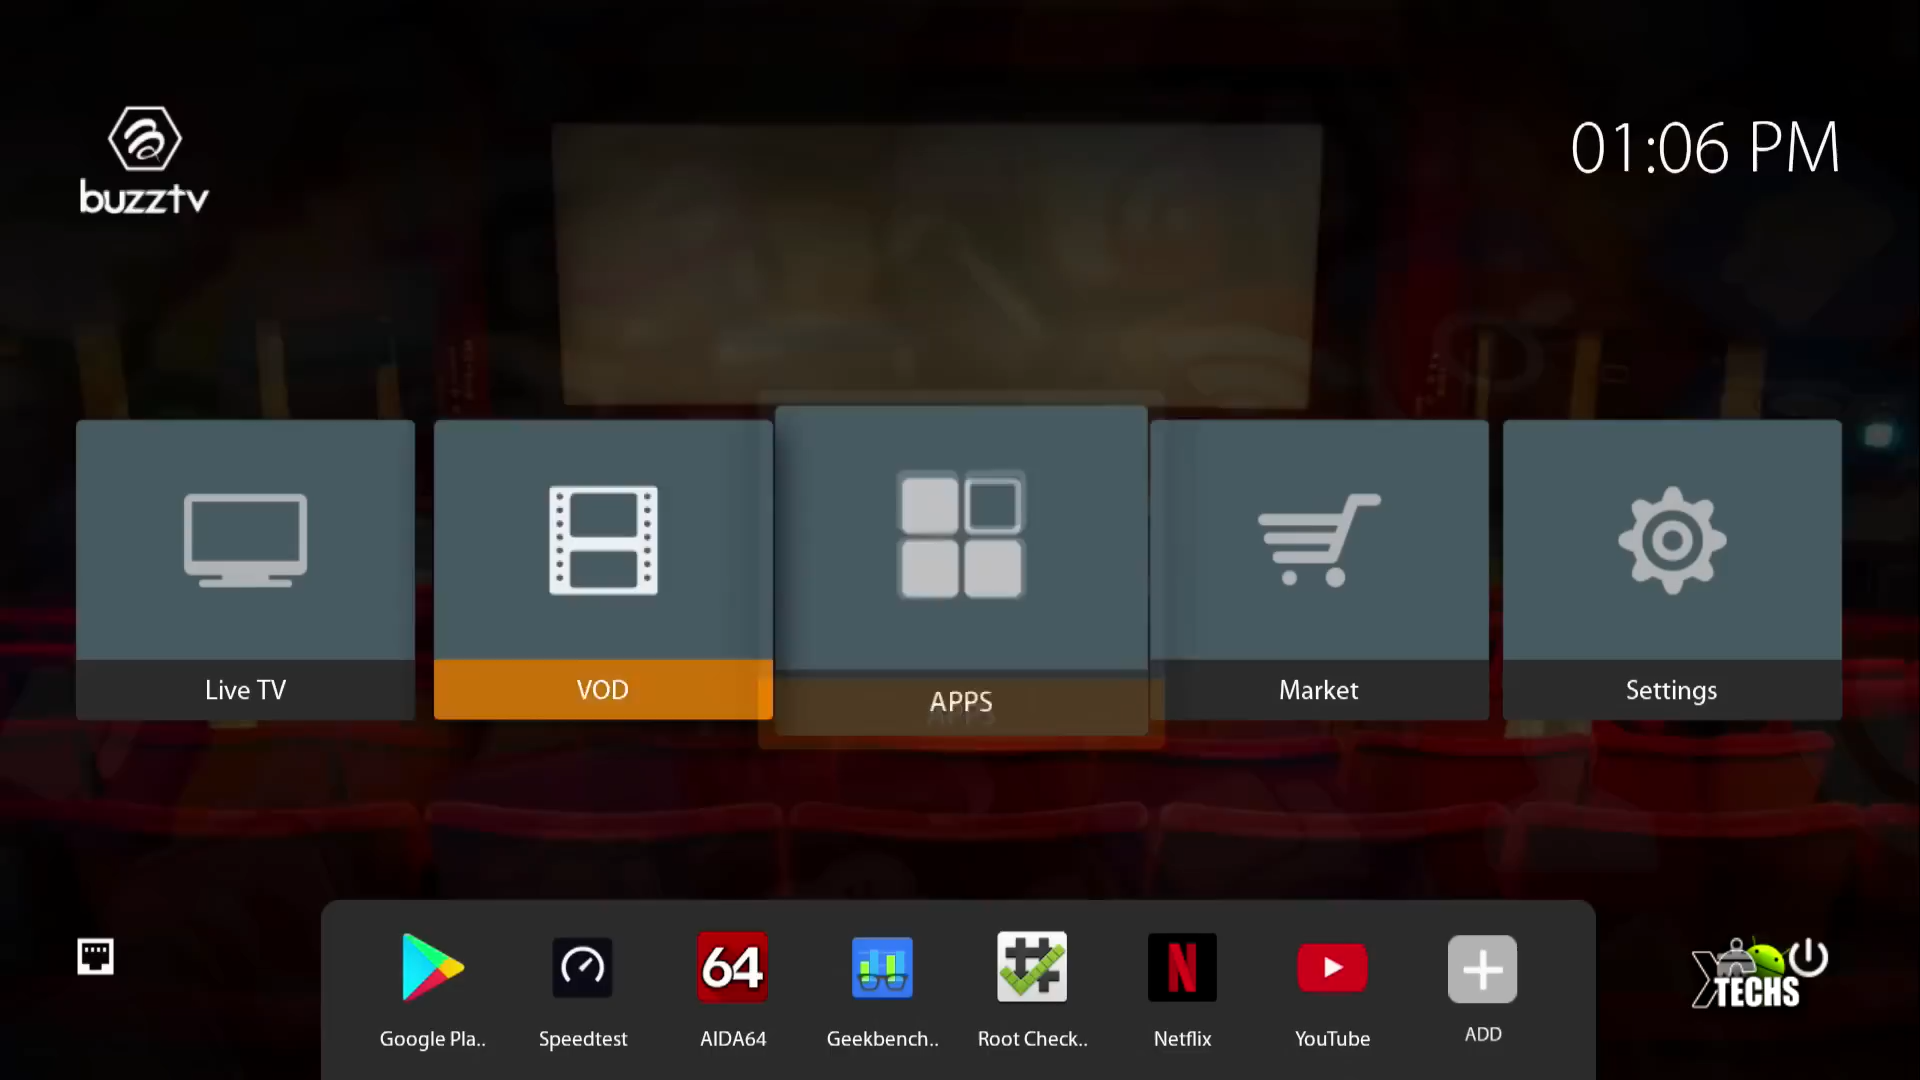 buzztv
01:06 PM
Live TV
VOD
APPS
Market
Settings
64
N
Google Pla..
Speedtest
AIDA64
Geekbench..
Root Check..
Netflix
YouTube
ADD
XTECHS